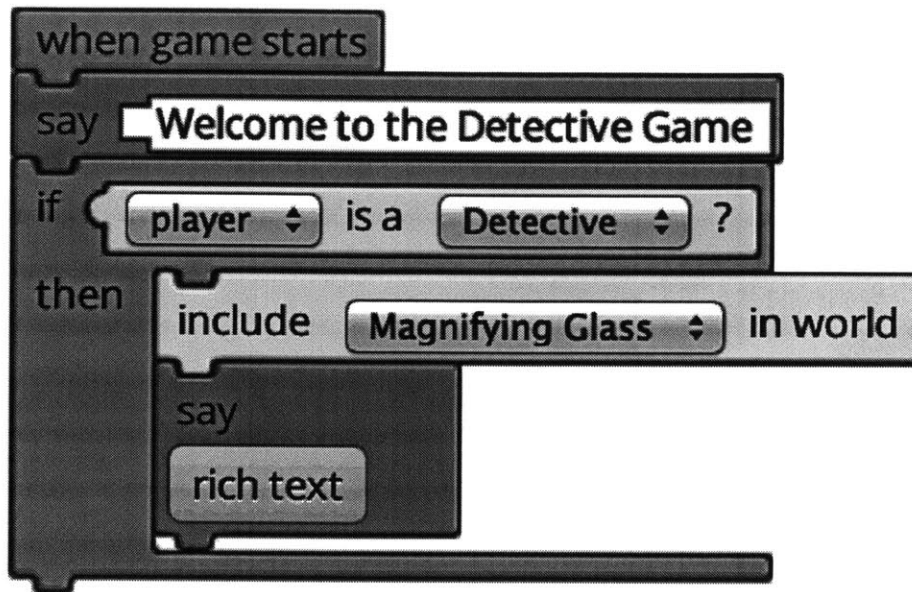 when game starts
say Welcome to the Detective Game
if player is a Detective ?
then include Magnifying Glass in world
say
rich text